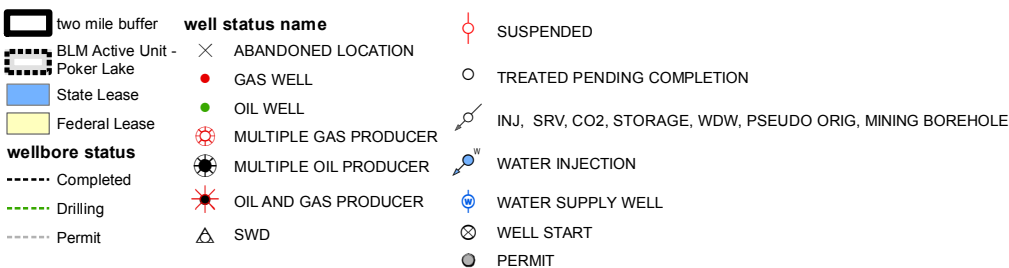 two mile buffer
BLM Active Unit -
Poker Lake
State Lease
Federal Lease
wellbore status
Completed
Drilling
Permit
well status name
ABANDONED LOCATION
GAS WELL
OIL WELL
MULTIPLE GAS PRODUCER
MULTIPLE OIL PRODUCER
OIL AND GAS PRODUCER
SWD
SUSPENDED
TREATED PENDING COMPLETION
INJ, SRV, CO2, STORAGE, WDW, PSEUDO ORIG, MINING BOREHOLE
W
WATER INJECTION
W
WATER SUPPLY WELL
WELL START
PERMIT